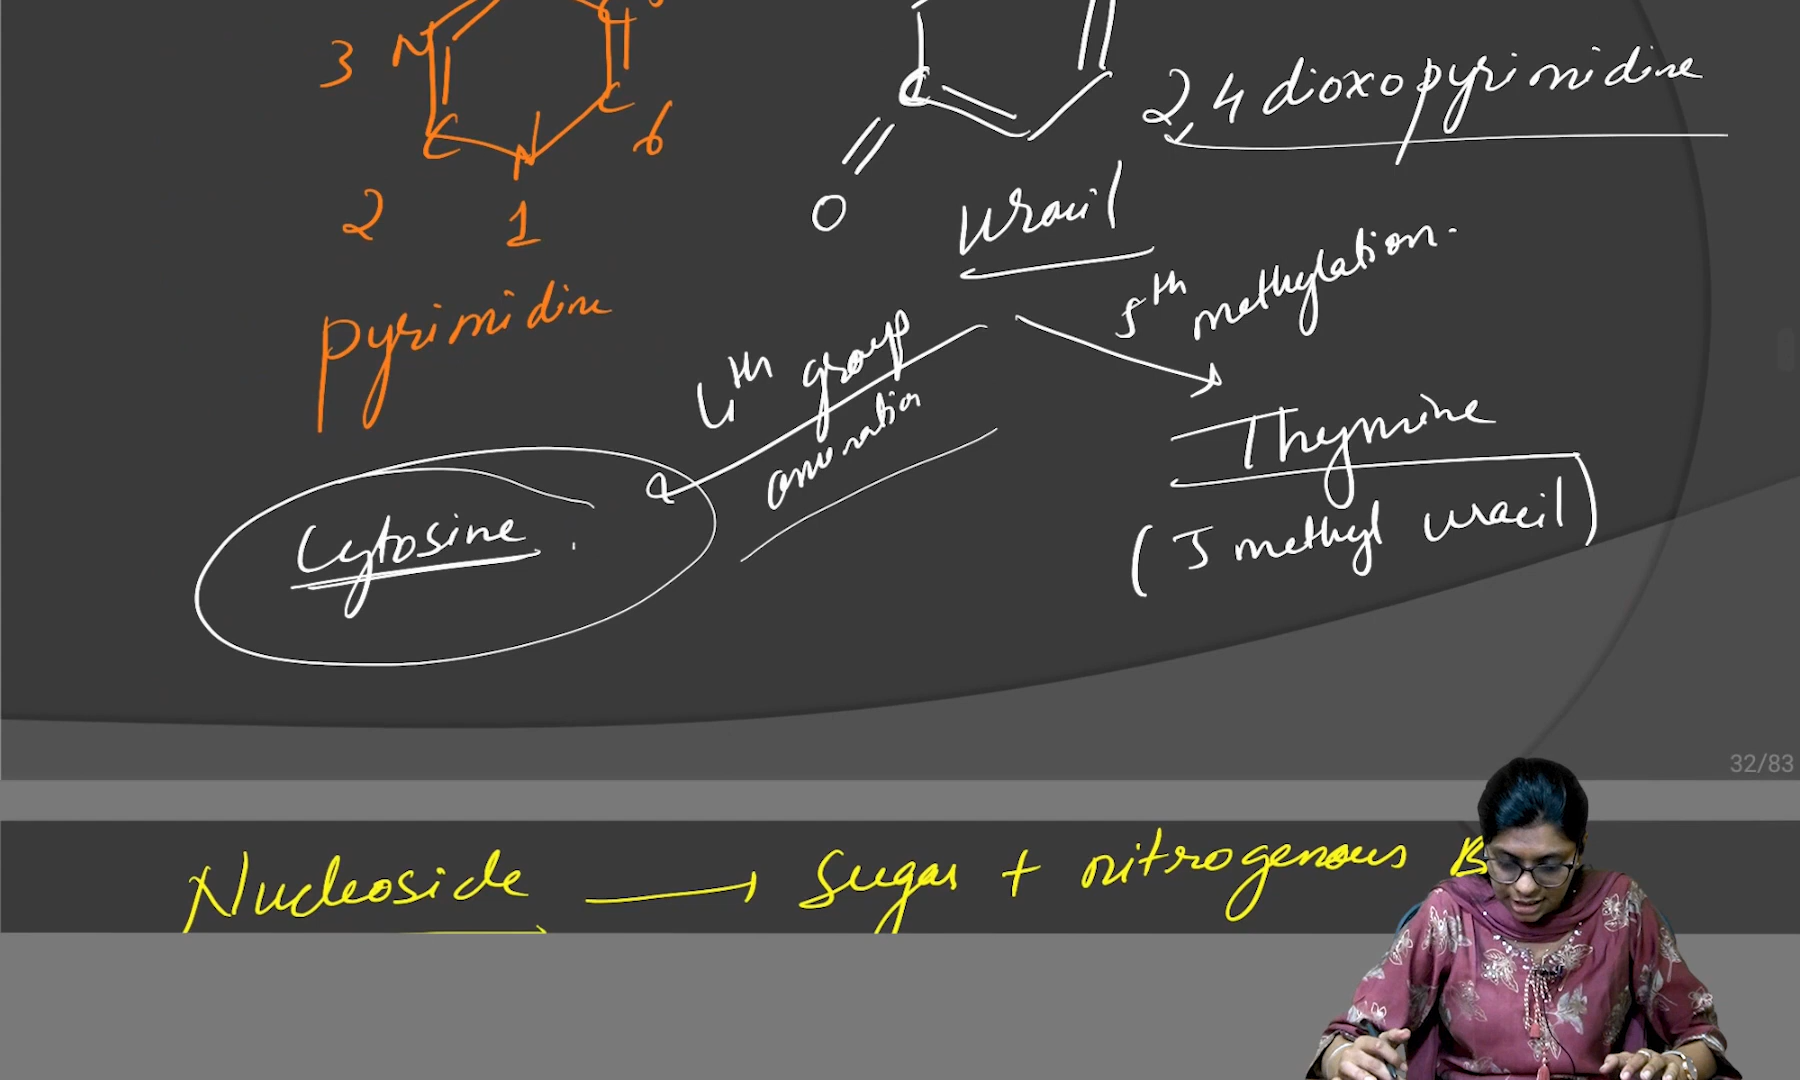 3 N
C
N
C
6
2
1
C
O
2,4 dioxopyrimidine
Uracil
pyrimidine
5th methylation.
4th group
amination
Thymine
(5 methyl uracil)
Cytosine
32/83
Nucleoside → Sugar + nitrogenous B